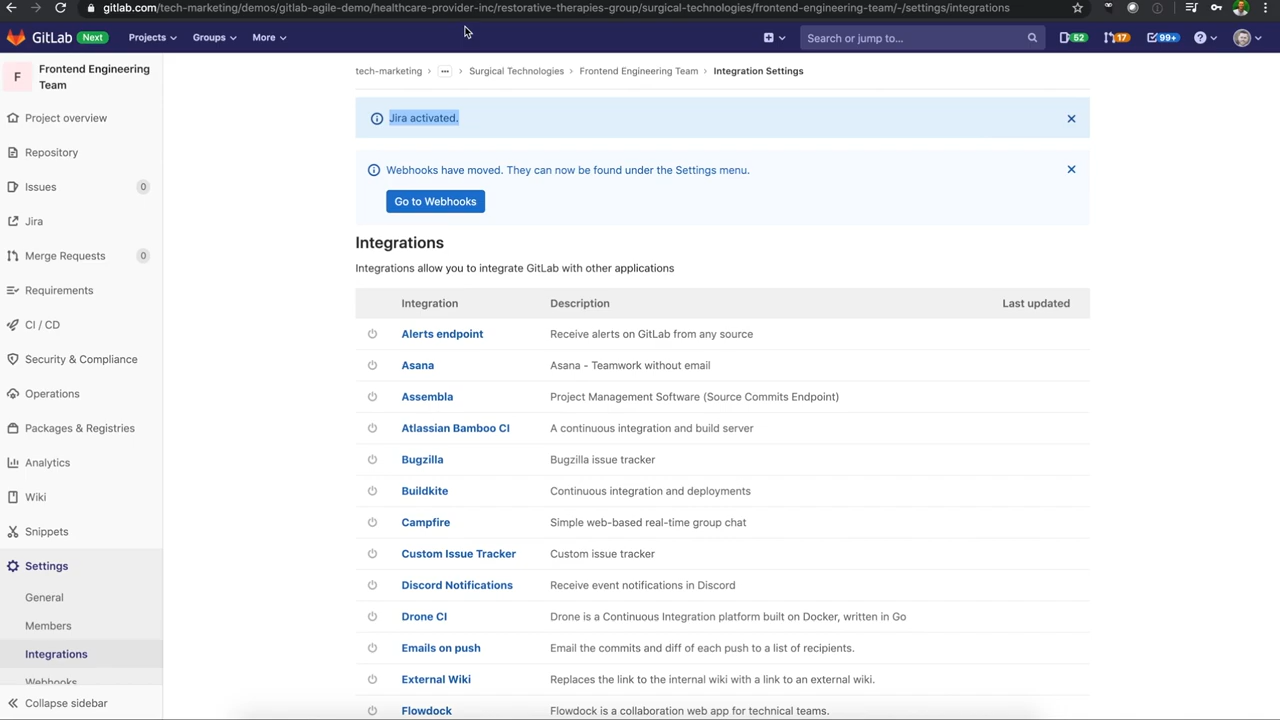 gitlab.com/tech-marketing/demos/gitlab-agile-demo/healthcare-provider-inc/restorative-therapies-group/surgical-technologies/frontend-engineering-team/-/settings/integrations
GitLab Next Projects Groups More Search or jump to... 52 17 99+
Frontend Engineering Team
tech-marketing > ... > Surgical Technologies > Frontend Engineering Team > Integration Settings
Project overview
Repository
Issues 0
Jira
Merge Requests 0
Requirements
CI / CD
Security & Compliance
Operations
Packages & Registries
Analytics
Wiki
Snippets
Settings
General
Members
Integrations
Webhooks
Collapse sidebar
Jira activated.
Webhooks have moved. They can now be found under the Settings menu.
Go to Webhooks
Integrations
Integrations allow you to integrate GitLab with other applications
Integration Description Last updated
Alerts endpoint Receive alerts on GitLab from any source
Asana Asana - Teamwork without email
Assembla Project Management Software (Source Commits Endpoint)
Atlassian Bamboo CI A continuous integration and build server
Bugzilla Bugzilla issue tracker
Buildkite Continuous integration and deployments
Campfire Simple web-based real-time group chat
Custom Issue Tracker Custom issue tracker
Discord Notifications Receive event notifications in Discord
Drone CI Drone is a Continuous Integration platform built on Docker, written in Go
Emails on push Email the commits and diff of each push to a list of recipients.
External Wiki Replaces the link to the internal wiki with a link to an external wiki.
Flowdock Flowdock is a collaboration web app for technical teams.